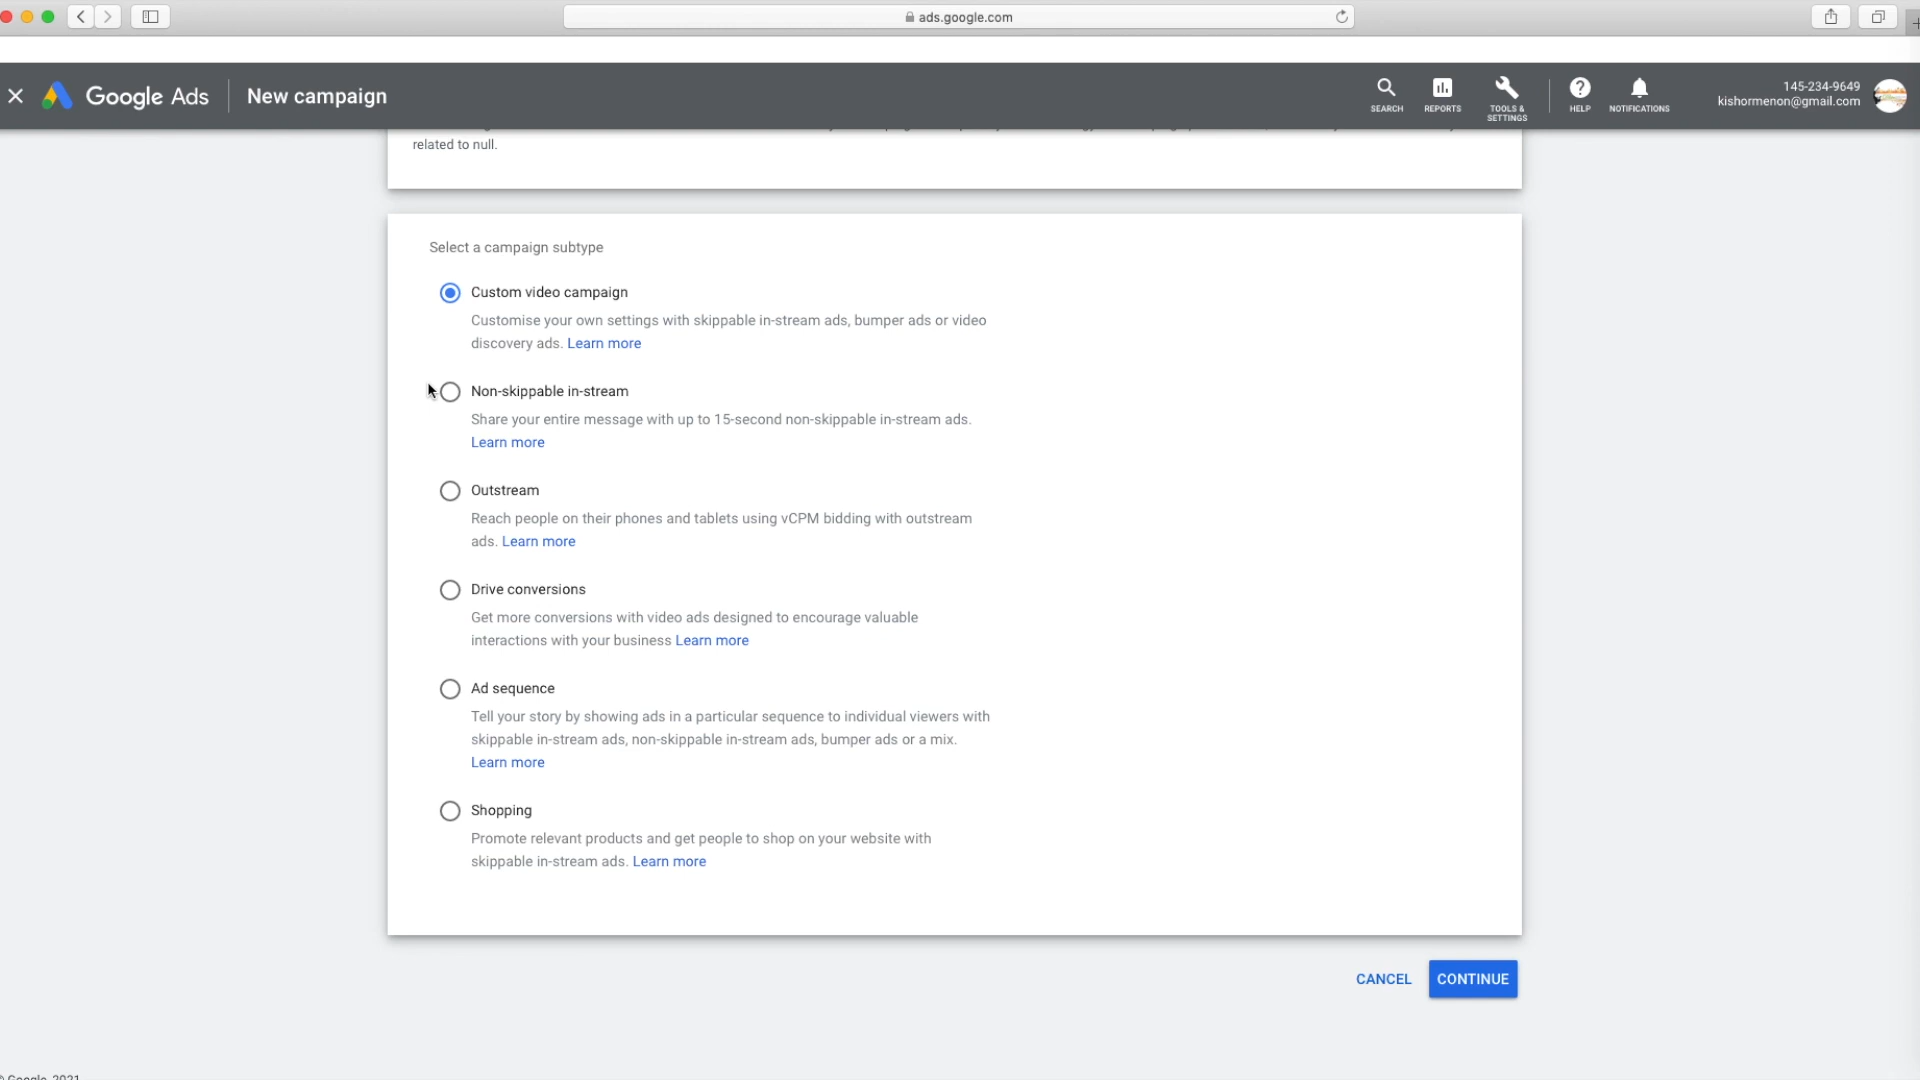 ads.google.com
Google Ads
New campaign
SEARCH
REPORTS
TOOLS &
SETTINGS
HELP
NOTIFICATIONS
145-234-9649
kishormenon@gmail.com
related to null.
Select a campaign subtype
Custom video campaign
Customise your own settings with skippable in-stream ads, bumper ads or video
discovery ads. Learn more
Non-skippable in-stream
Share your entire message with up to 15-second non-skippable in-stream ads.
Learn more
Outstream
Reach people on their phones and tablets using vCPM bidding with outstream
ads. Learn more
Drive conversions
Get more conversions with video ads designed to encourage valuable
interactions with your business Learn more
Ad sequence
Tell your story by showing ads in a particular sequence to individual viewers with
skippable in-stream ads, non-skippable in-stream ads, bumper ads or a mix.
Learn more
Shopping
Promote relevant products and get people to shop on your website with
skippable in-stream ads. Learn more
CANCEL
CONTINUE
© Google, 2021